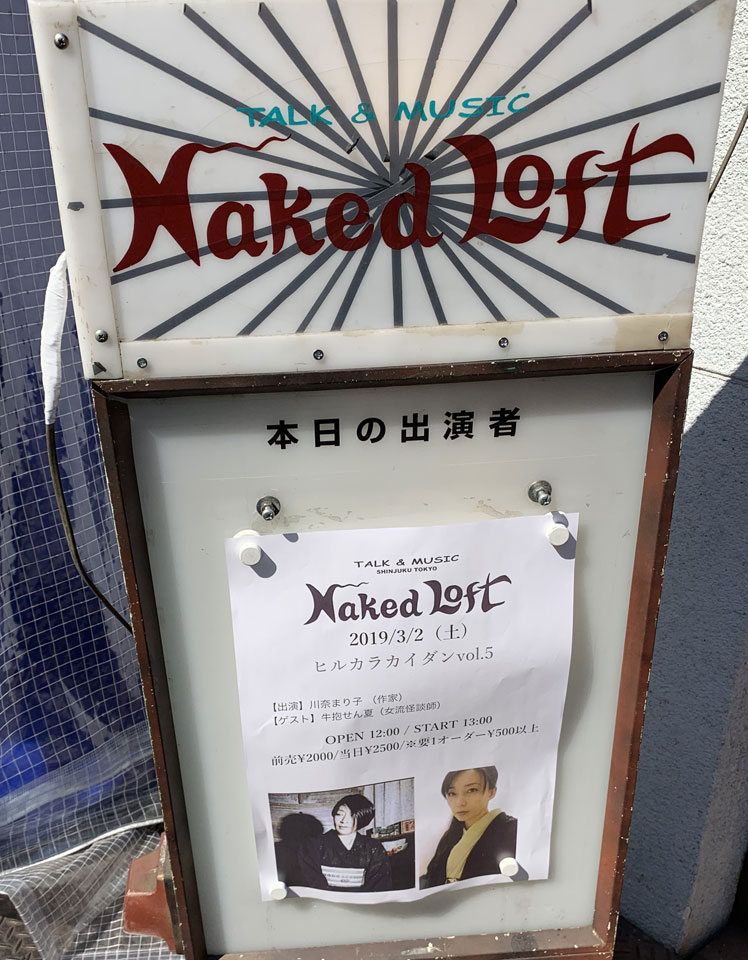 TALK & MUSIC
Naked Loft
本日の出演者
TALK & MUSIC
SHINJUKU TOKYO
Naked Loft
2019/3/2（土）
ヒルカラカイダンvol.5
【出演】川奈まり子 （作家）
【ゲスト】牛抱せん夏（女流怪談師）
OPEN 12:00 / START 13:00
前売¥2000/当日¥2500/※要1オーダー¥500以上